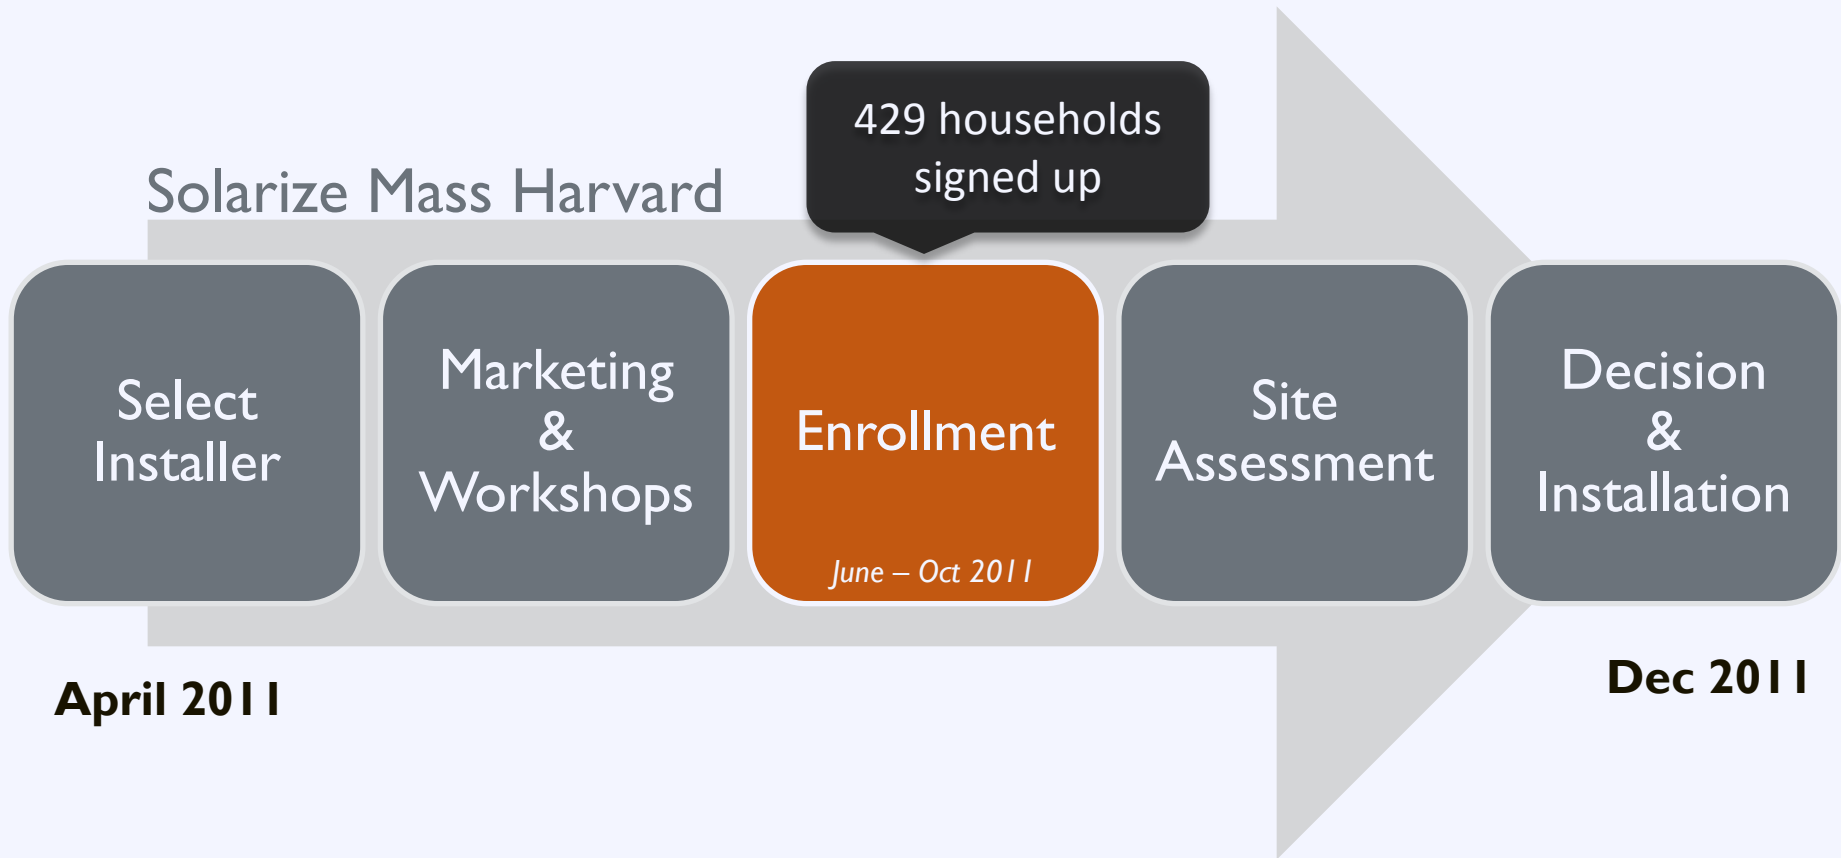 429 households
signed up
Solarize Mass Harvard
Select
Installer
Marketing
&
Workshops
Enrollment
June – Oct 2011
Site
Assessment
Decision
&
Installation
April 2011
Dec 2011